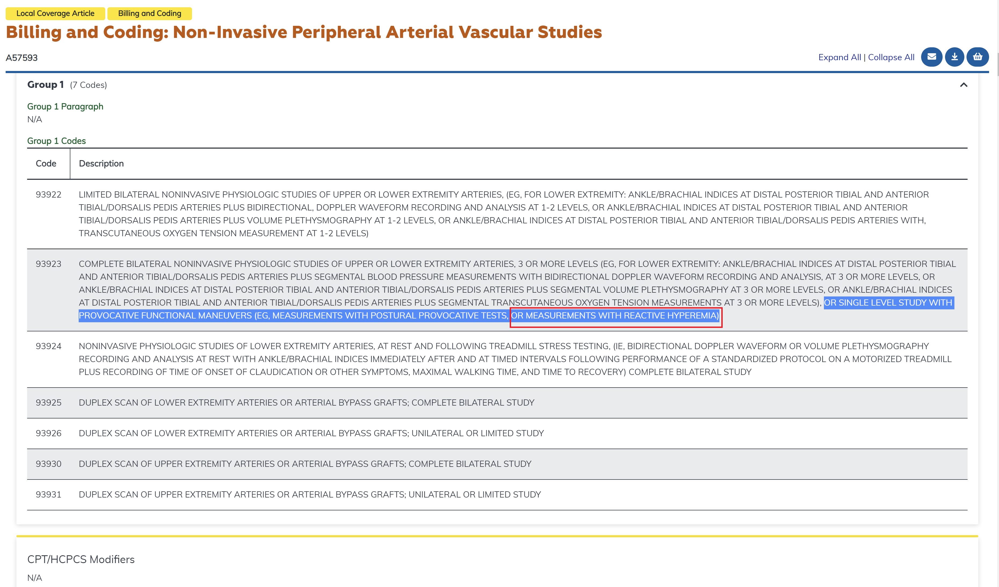 Local Coverage Article Billing and Coding
Billing and Coding: Non-Invasive Peripheral Arterial Vascular Studies
A57593
Expand All | Collapse All
Group 1 (7 Codes)
Group 1 Paragraph
N/A
Group 1 Codes
Code Description
93922 LIMITED BILATERAL NONINVASIVE PHYSIOLOGIC STUDIES OF UPPER OR LOWER EXTREMITY ARTERIES, (EG, FOR LOWER EXTREMITY: ANKLE/BRACHIAL INDICES AT DISTAL POSTERIOR TIBIAL AND ANTERIOR
TIBIAL/DORSALIS PEDIS ARTERIES PLUS BIDIRECTIONAL, DOPPLER WAVEFORM RECORDING AND ANALYSIS AT 1-2 LEVELS, OR ANKLE/BRACHIAL INDICES AT DISTAL POSTERIOR TIBIAL AND ANTERIOR
TIBIAL/DORSALIS PEDIS ARTERIES PLUS VOLUME PLETHYSMOGRAPHY AT 1-2 LEVELS, OR ANKLE/BRACHIAL INDICES AT DISTAL POSTERIOR TIBIAL AND ANTERIOR TIBIAL/DORSALIS PEDIS ARTERIES WITH,
TRANSCUTANEOUS OXYGEN TENSION MEASUREMENT AT 1-2 LEVELS)
93923 COMPLETE BILATERAL NONINVASIVE PHYSIOLOGIC STUDIES OF UPPER OR LOWER EXTREMITY ARTERIES, 3 OR MORE LEVELS (EG, FOR LOWER EXTREMITY: ANKLE/BRACHIAL INDICES AT DISTAL POSTERIOR TIBIAL
AND ANTERIOR TIBIAL/DORSALIS PEDIS ARTERIES PLUS SEGMENTAL BLOOD PRESSURE MEASUREMENTS WITH BIDIRECTIONAL DOPPLER WAVEFORM RECORDING AND ANALYSIS, AT 3 OR MORE LEVELS, OR
ANKLE/BRACHIAL INDICES AT DISTAL POSTERIOR TIBIAL AND ANTERIOR TIBIAL/DORSALIS PEDIS ARTERIES PLUS SEGMENTAL VOLUME PLETHYSMOGRAPHY AT 3 OR MORE LEVELS, OR ANKLE/BRACHIAL INDICES
AT DISTAL POSTERIOR TIBIAL AND ANTERIOR TIBIAL/DORSALIS PEDIS ARTERIES PLUS SEGMENTAL TRANSCUTANEOUS OXYGEN TENSION MEASUREMENTS AT 3 OR MORE LEVELS), OR SINGLE LEVEL STUDY WITH
PROVOCATIVE FUNCTIONAL MANEUVERS (EG, MEASUREMENTS WITH POSTURAL PROVOCATIVE TESTS, OR MEASUREMENTS WITH REACTIVE HYPEREMIA)
93924 NONINVASIVE PHYSIOLOGIC STUDIES OF LOWER EXTREMITY ARTERIES, AT REST AND FOLLOWING TREADMILL STRESS TESTING, (IE, BIDIRECTIONAL DOPPLER WAVEFORM OR VOLUME PLETHYSMOGRAPHY
RECORDING AND ANALYSIS AT REST WITH ANKLE/BRACHIAL INDICES IMMEDIATELY AFTER AND AT TIMED INTERVALS FOLLOWING PERFORMANCE OF A STANDARDIZED PROTOCOL ON A MOTORIZED TREADMILL
PLUS RECORDING OF TIME OF ONSET OF CLAUDICATION OR OTHER SYMPTOMS, MAXIMAL WALKING TIME, AND TIME TO RECOVERY) COMPLETE BILATERAL STUDY
93925 DUPLEX SCAN OF LOWER EXTREMITY ARTERIES OR ARTERIAL BYPASS GRAFTS; COMPLETE BILATERAL STUDY
93926 DUPLEX SCAN OF LOWER EXTREMITY ARTERIES OR ARTERIAL BYPASS GRAFTS; UNILATERAL OR LIMITED STUDY
93930 DUPLEX SCAN OF UPPER EXTREMITY ARTERIES OR ARTERIAL BYPASS GRAFTS; COMPLETE BILATERAL STUDY
93931 DUPLEX SCAN OF UPPER EXTREMITY ARTERIES OR ARTERIAL BYPASS GRAFTS; UNILATERAL OR LIMITED STUDY
CPT/HCPCS Modifiers
N/A